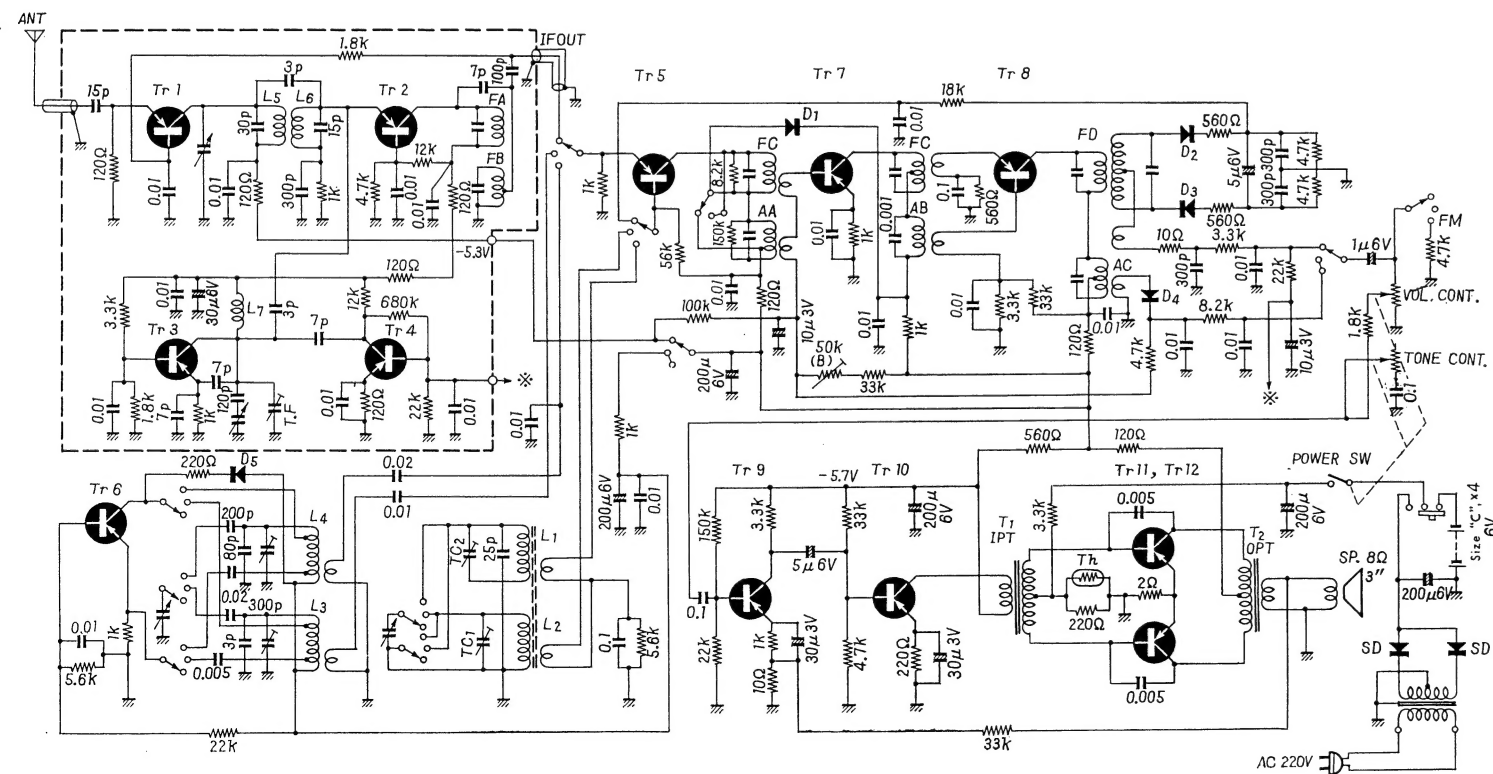 ANT
1.8k
IFOUT
3p
7p
100p
15p
Tr 1
L5
L6
Tr 2
FA
30p
15p
12k
FB
120Ω
0.01
0.01
120Ω
300p
1k
4.7k
0.01
0.01
120Ω
-5.3V
120Ω
0.01
30μ6V
L7
3p
12k
680k
3.3k
Tr 3
7p
Tr 4
7p
120p
T.F
0.01
1.8k
7p
1k
0.01
120Ω
22k
0.01
※
0.01
Tr 5
Tr 7
Tr 8
18k
D1
0.01
FC
FC
FD
560Ω
D2
8.2k
1k
AA
150k
56k
0.01
120Ω
0.01
1k
0.001
AB
0.1
560Ω
D3
560Ω
5μ6V
300p
300p
4.7k
4.7k
10Ω
3.3k
300p
0.01
22k
1μ6V
FM
4.7k
VOL. CONT.
AC
D4
0.01
8.2k
0.01
0.01
10μ3V
※
1.8k
TONE CONT.
0.1
100k
10μ3V
0.01
1k
0.01
3.3k
33k
120Ω
4.7k
50k
(B)
33k
200μ
6V
1k
200μ6V
0.01
560Ω
120Ω
220Ω
D5
0.02
0.01
Tr 6
200p
L4
80p
0.02
300p
L3
3p
0.005
0.01
1k
5.6k
22k
TC2
25p
L1
TC1
L2
0.1
5.6k
Tr 9
-5.7V
Tr 10
150k
3.3k
33k
200μ
6V
5μ6V
0.1
22k
1k
10Ω
30μ3V
4.7k
220Ω
30μ3V
33k
T1
IPT
3.3k
Tr11, Tr12
0.005
Th
220Ω
2Ω
0.005
T2
OPT
POWER SW
200μ
6V
SP. 8Ω
3"
Size "C", x4
6V
200μ6V
SD
SD
AC 220V